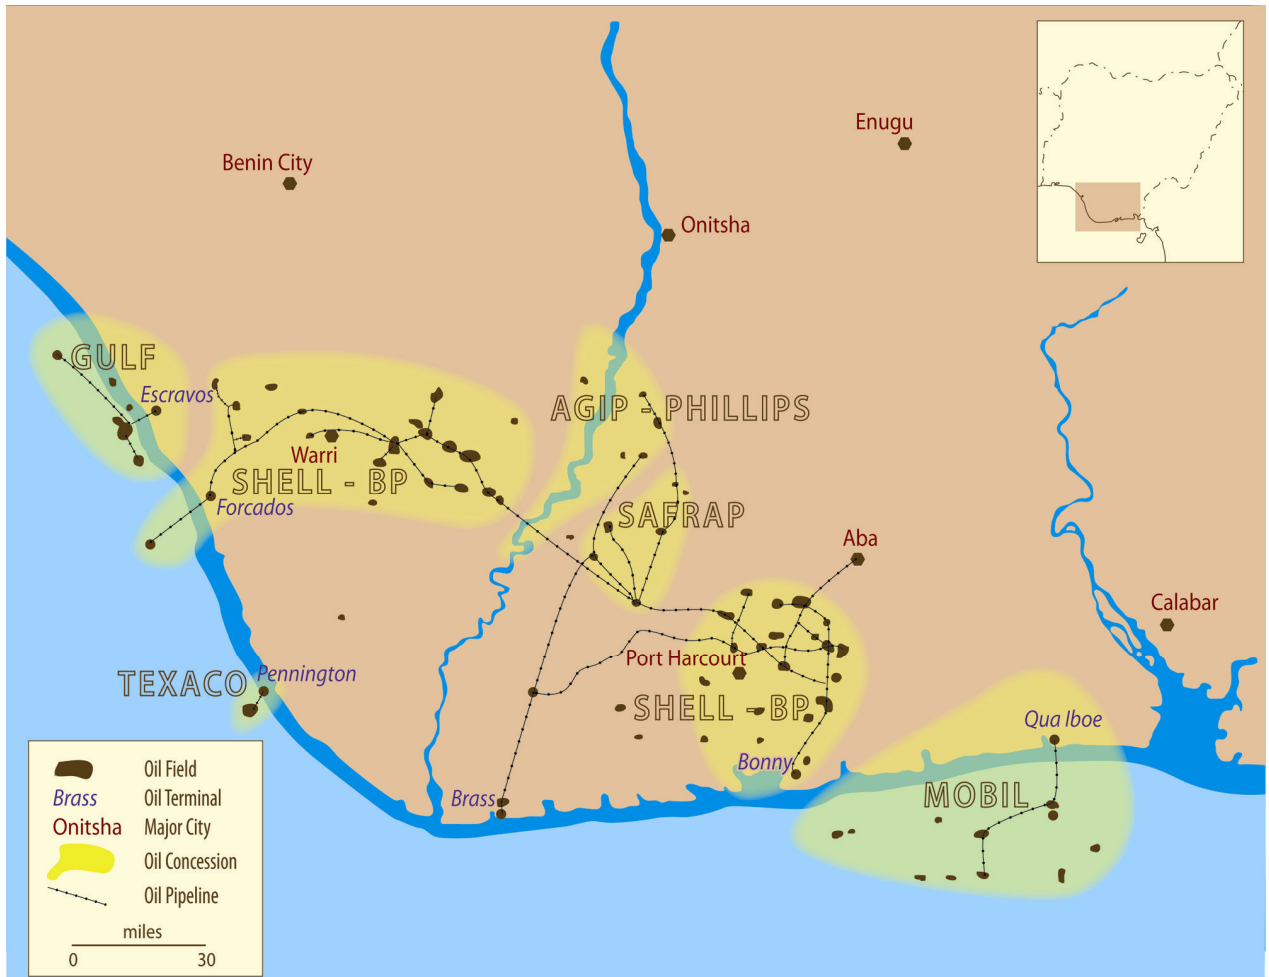 Enugu
Benin City
Onitsha
GULF
Escravos
AGIP - PHILLIPS
Warri
SHELL - BP
Forcados
SAFRAP
Aba
Calabar
Port Harcourt
Pennington
TEXACO
SHELL - BP
Qua Iboe
Bonny
Brass
MOBIL
Oil Field
Brass Oil Terminal
Onitsha Major City
Oil Concession
Oil Pipeline
miles
0 30